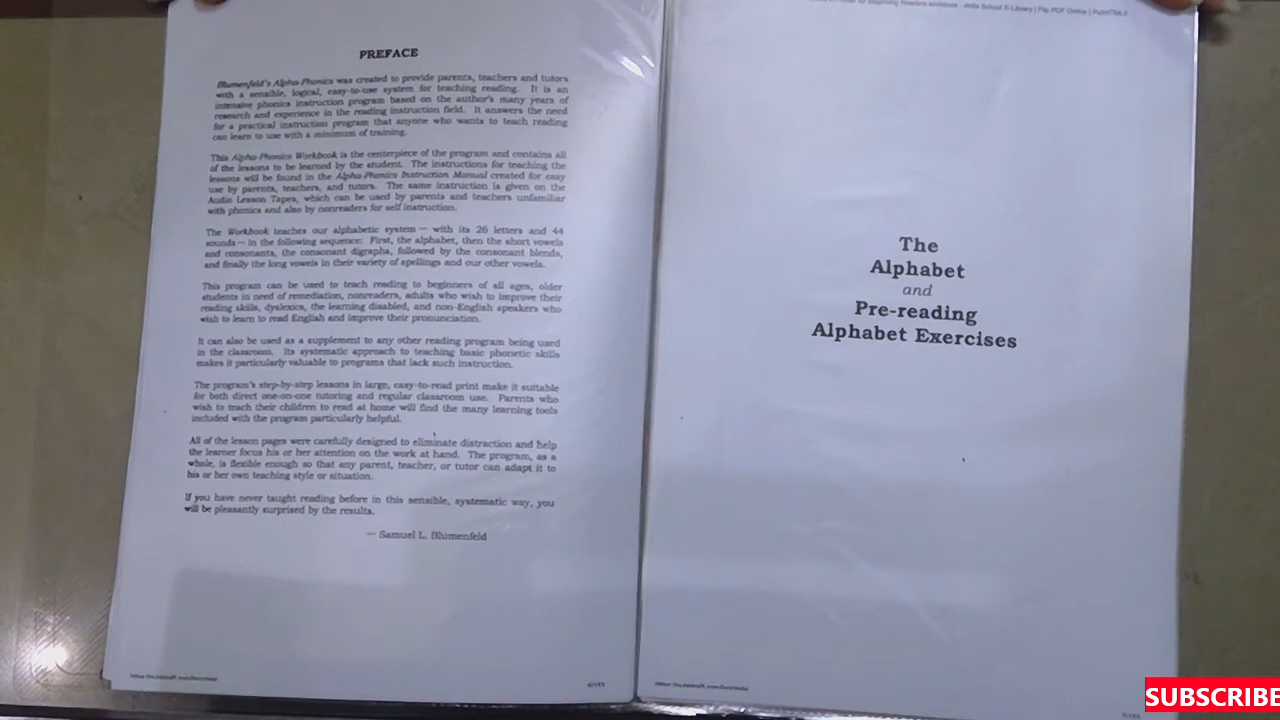 PREFACE
Blumenfeld's Alpha-Phonics was created to provide parents, teachers and tutors
with a sensible, logical, easy-to-use system for teaching reading. It is an
intensive phonics instruction program based on the author's many years of
research and experience in the reading instruction field. It answers the need
for a practical instruction program that anyone who wants to teach reading
can learn to use with a minimum of training.
This Alpha-Phonics Workbook is the centerpiece of the program and contains all
of the lessons to be learned by the student. The instructions for teaching the
lessons will be found in the Alpha-Phonics Instruction Manual created for easy
use by parents, teachers, and tutors. The same instruction is given on the
Audio Lesson Tapes, which can be used by parents and teachers unfamiliar
with phonics and also by nonreaders for self instruction.
The Workbook teaches our alphabetic system — with its 26 letters and 44
sounds — in the following sequence: First, the alphabet, then the short vowels
and consonants, the consonant digraphs, followed by the consonant blends,
and finally the long vowels in their variety of spellings and our other vowels.
This program can be used to teach reading to beginners of all ages, older
students in need of remediation, nonreaders, adults who wish to improve their
reading skills, dyslexics, the learning disabled, and non-English speakers who
wish to learn to read English and improve their pronunciation.
It can also be used as a supplement to any other reading program being used
in the classroom. Its systematic approach to teaching basic phonetic skills
makes it particularly valuable to programs that lack such instruction.
The program's step-by-step lessons in large, easy-to-read print make it suitable
for both direct one-on-one tutoring and regular classroom use. Parents who
wish to teach their children to read at home will find the many learning tools
included with the program particularly helpful.
All of the lesson pages were carefully designed to eliminate distraction and help
the learner focus his or her attention on the work at hand. The program, as a
whole, is flexible enough so that any parent, teacher, or tutor can adapt it to
his or her own teaching style or situation.
If you have never taught reading before in this sensible, systematic way, you
will be pleasantly surprised by the results.
— Samuel L. Blumenfeld
for Beginning Readers workbook - Attia School E-Library | Flip PDF Online | PubHTML5
The
Alphabet
and
Pre-reading
Alphabet Exercises
SUBSCRIBE